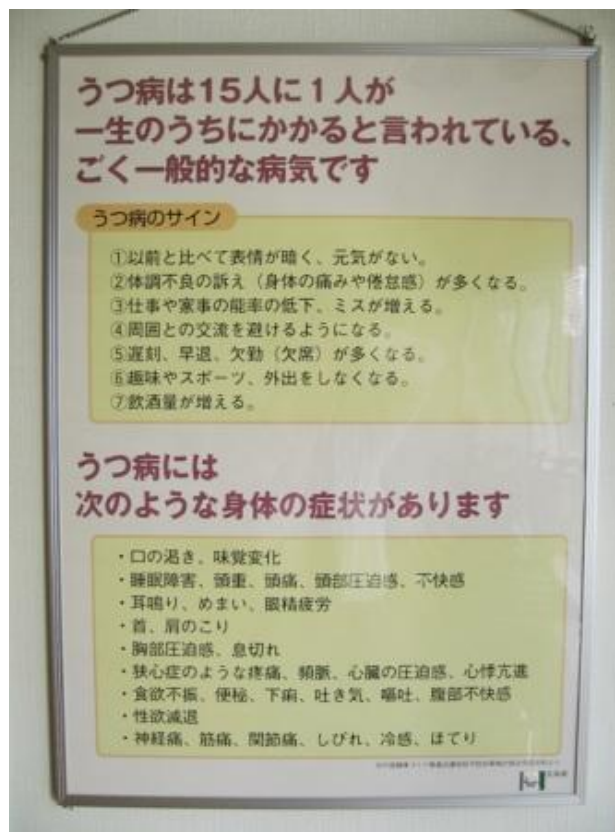 うつ病は15人に1人が
一生のうちにかかると言われている、
ごく一般的な病気です
うつ病のサイン
①以前と比べて表情が暗く、元気がない。
②体調不良の訴え（身体の痛みや倦怠感）が多くなる。
③仕事や家事の能率の低下、ミスが増える。
④周囲との交流を避けるようになる。
⑤遅刻、早退、欠勤（欠席）が多くなる。
⑥趣味やスポーツ、外出をしなくなる。
⑦飲酒量が増える。
うつ病には
次のような身体の症状があります
・口の渇き、味覚変化
・睡眠障害、頭重、頭痛、頭部圧迫感、不快感
・耳鳴り、めまい、眼精疲労
・首、肩のこり
・胸部圧迫感、息切れ
・狭心症のような疼痛、頻脈、心臓の圧迫感、心悸亢進
・食欲不振、便秘、下痢、吐き気、嘔吐、腹部不快感
・性欲減退
・神経痛、筋痛、関節痛、しびれ、冷感、ほてり